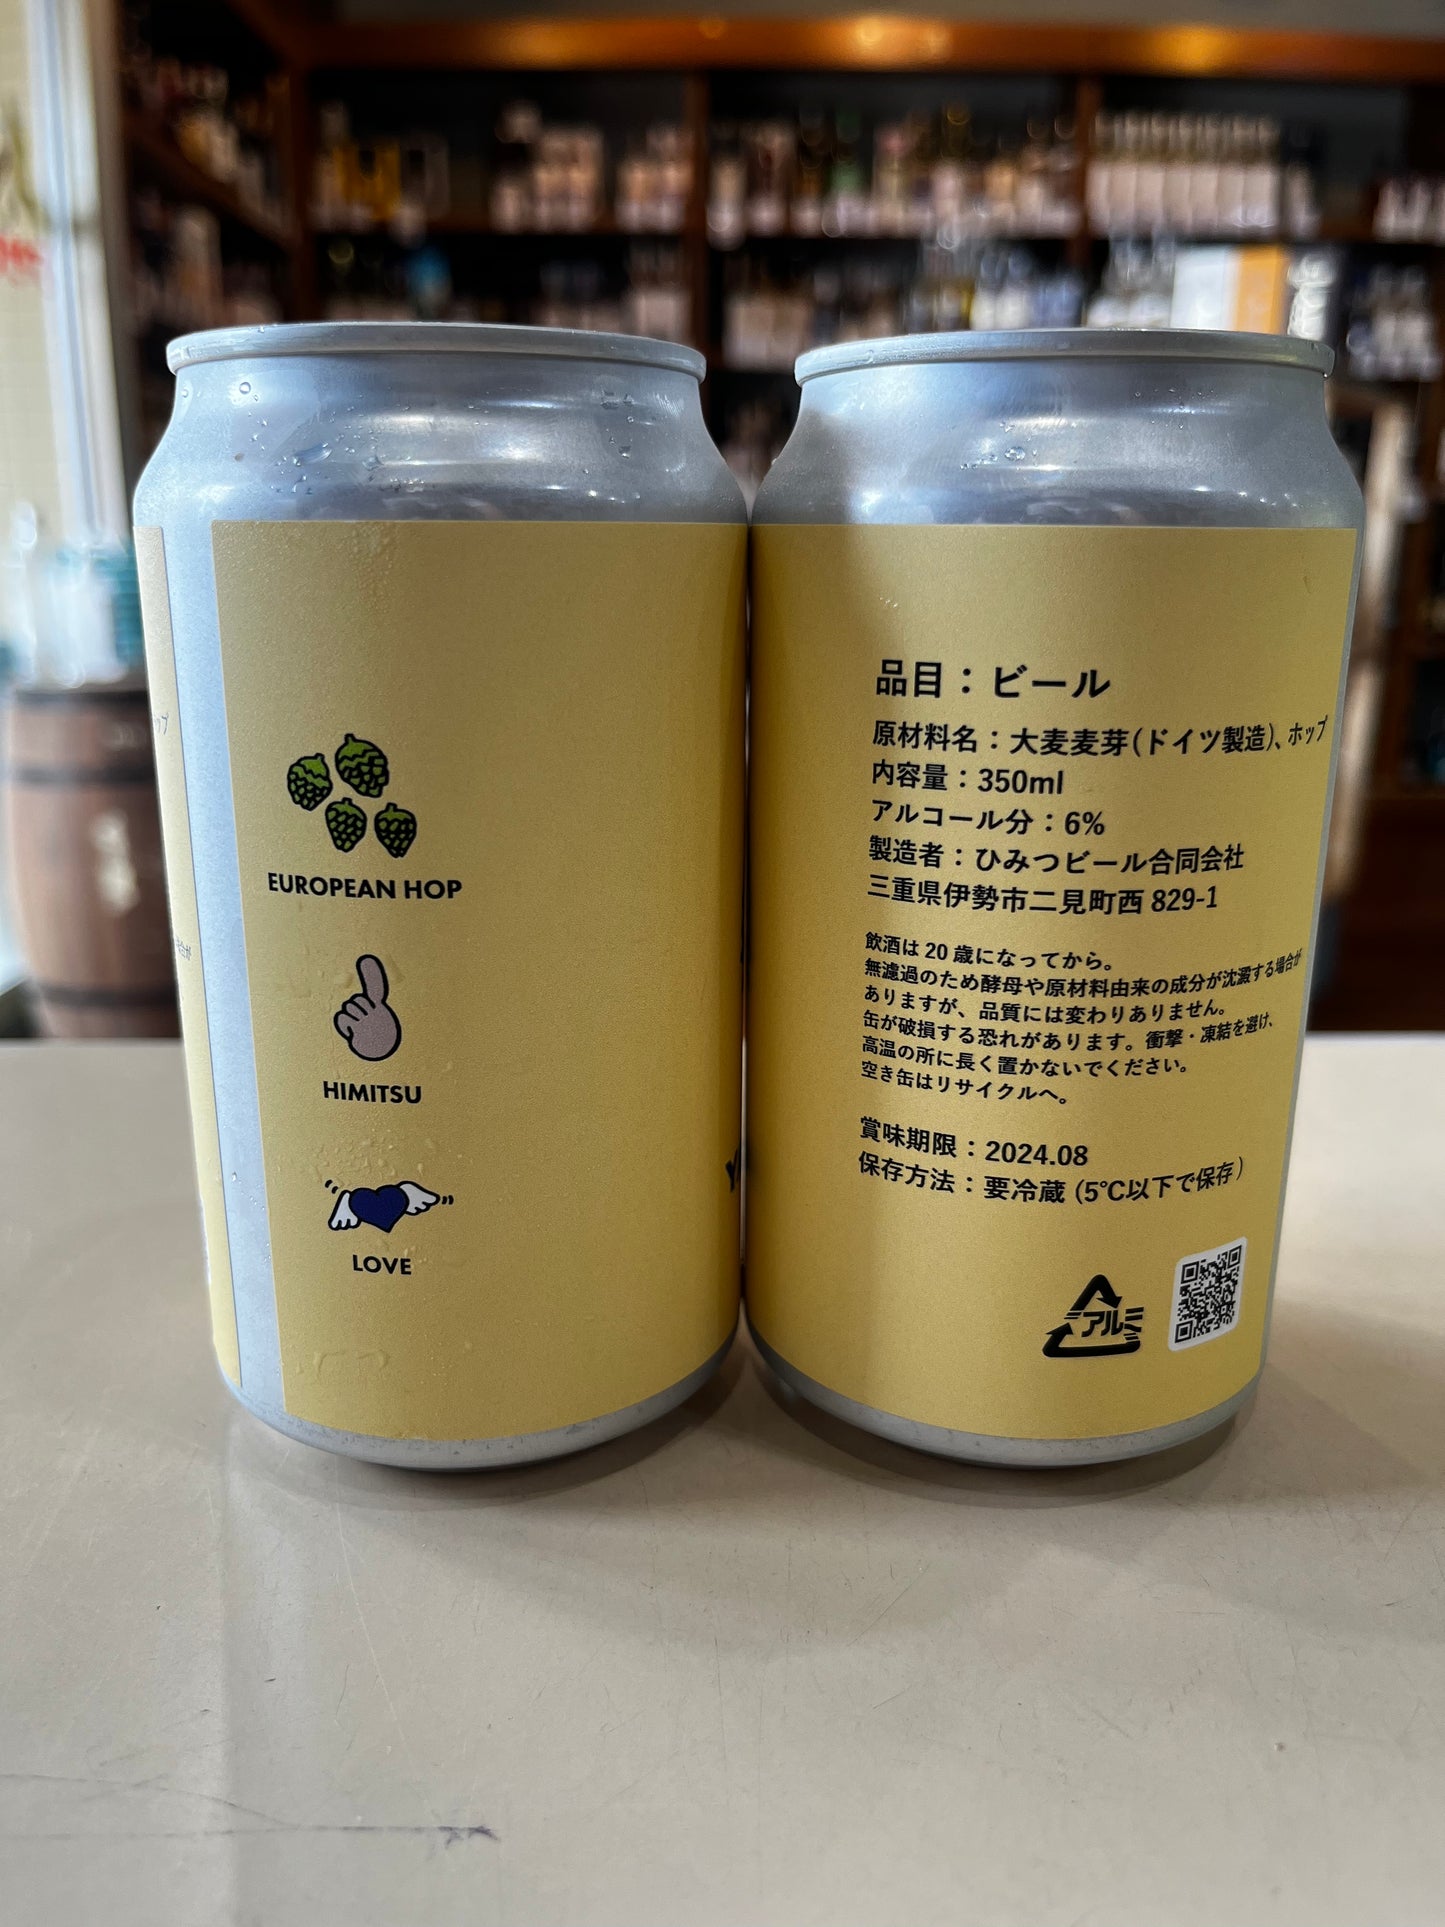 EUROPEAN HOP
HIMITSU
LOVE
品目：ビール
原材料名：大麦麦芽(ドイツ製造)、ホップ
内容量：350ml
アルコール分：6%
製造者：ひみつビール合同会社
三重県伊勢市二見町西 829-1
飲酒は 20 歳になってから。
無濾過のため酵母や原材料由来の成分が沈澱する場合が
ありますが、品質には変わりありません。
缶が破損する恐れがあります。衝撃・凍結を避け、
高温の所に長く置かないでください。
空き缶はリサイクルへ。
賞味期限：2024.08
保存方法：要冷蔵 (5℃以下で保存)
アルミ